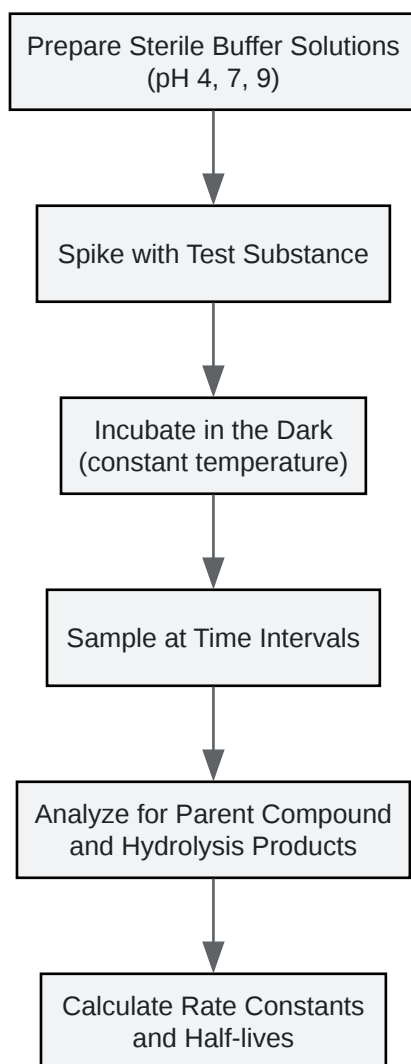 Prepare Sterile Buffer Solutions
(pH 4, 7, 9)
Spike with Test Substance
Incubate in the Dark
(constant temperature)
Sample at Time Intervals
Analyze for Parent Compound
and Hydrolysis Products
Calculate Rate Constants
and Half-lives